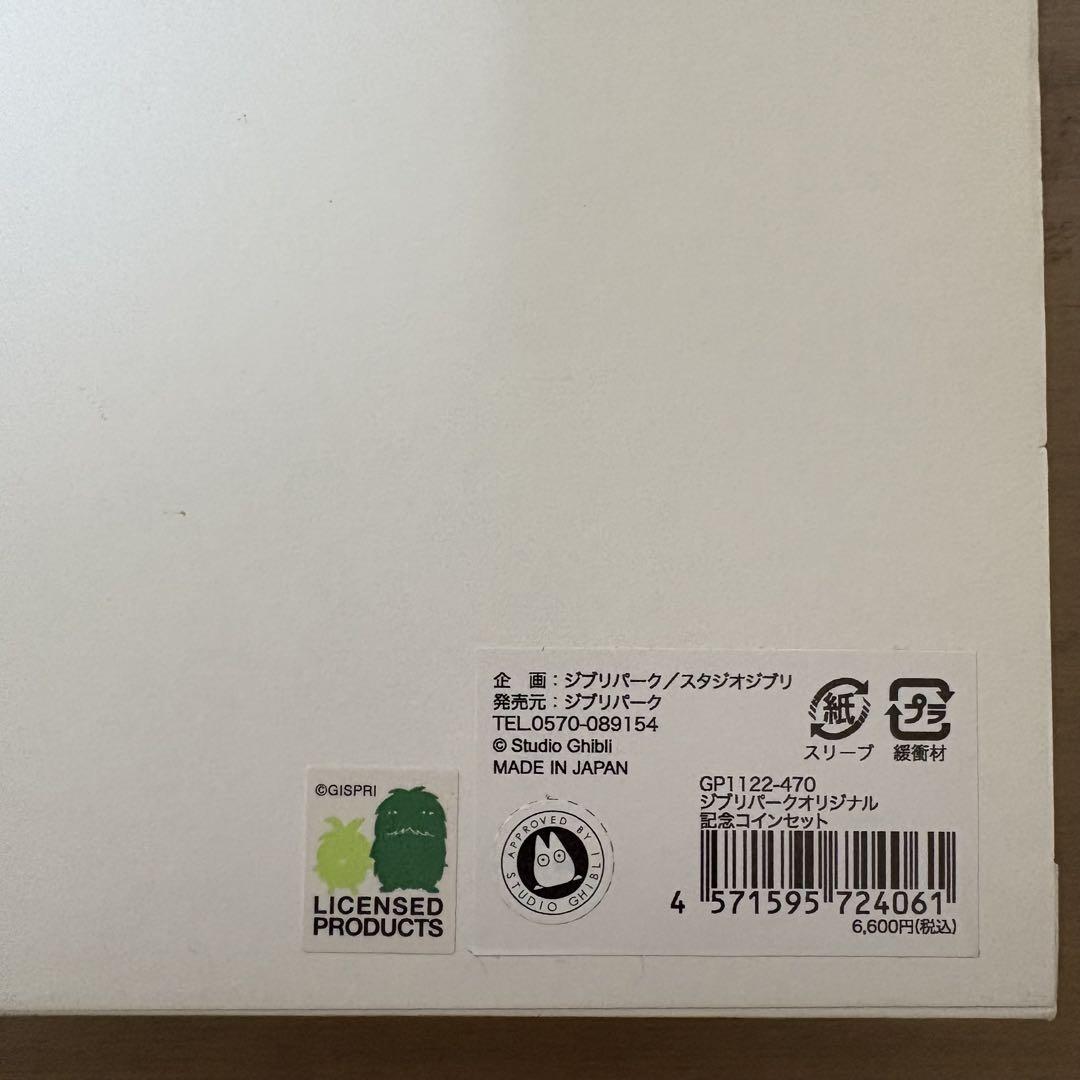 企　画：ジブリパーク／スタジオジブリ
発売元：ジブリパーク
TEL.0570-089154
© Studio Ghibli
MADE IN JAPAN
紙
スリーブ
プラ
緩衝材
GP1122-470
ジブリパークオリジナル
記念コインセット
4 571595 724061
6,600円(税込)
APPROVED BY STUDIO GHIBLI
©GISPRI
LICENSED
PRODUCTS